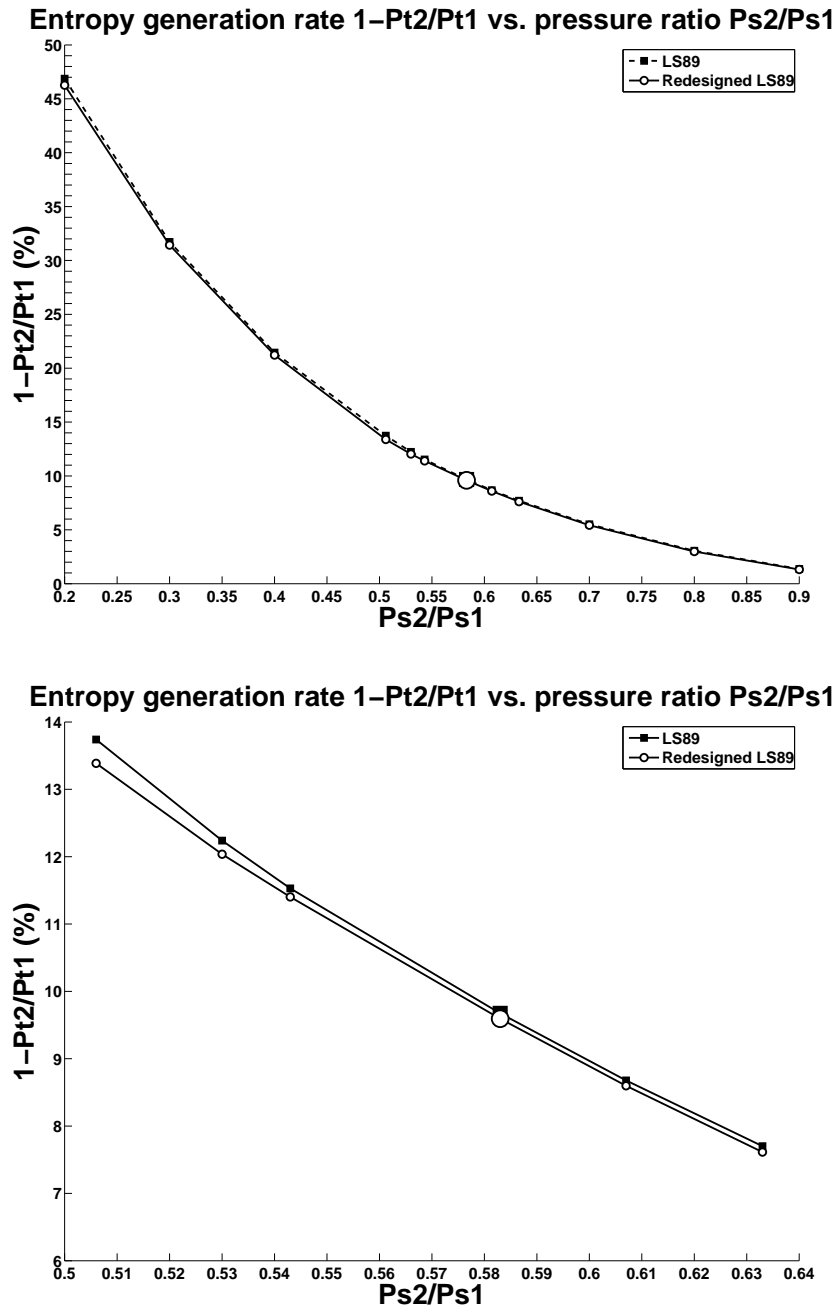 Entropy generation rate 1−Pt2/Pt1 vs. pressure ratio Ps2/Ps1
LS89
Redesigned LS89
1−Pt2/Pt1 (%)
50
45
40
35
30
25
20
15
10
5
0
0.2 0.25 0.3 0.35 0.4 0.45 0.5 0.55 0.6 0.65 0.7 0.75 0.8 0.85 0.9
Ps2/Ps1
Entropy generation rate 1−Pt2/Pt1 vs. pressure ratio Ps2/Ps1
LS89
Redesigned LS89
1−Pt2/Pt1 (%)
14
13
12
11
10
9
8
7
6
0.5 0.51 0.52 0.53 0.54 0.55 0.56 0.57 0.58 0.59 0.6 0.61 0.62 0.63 0.64
Ps2/Ps1